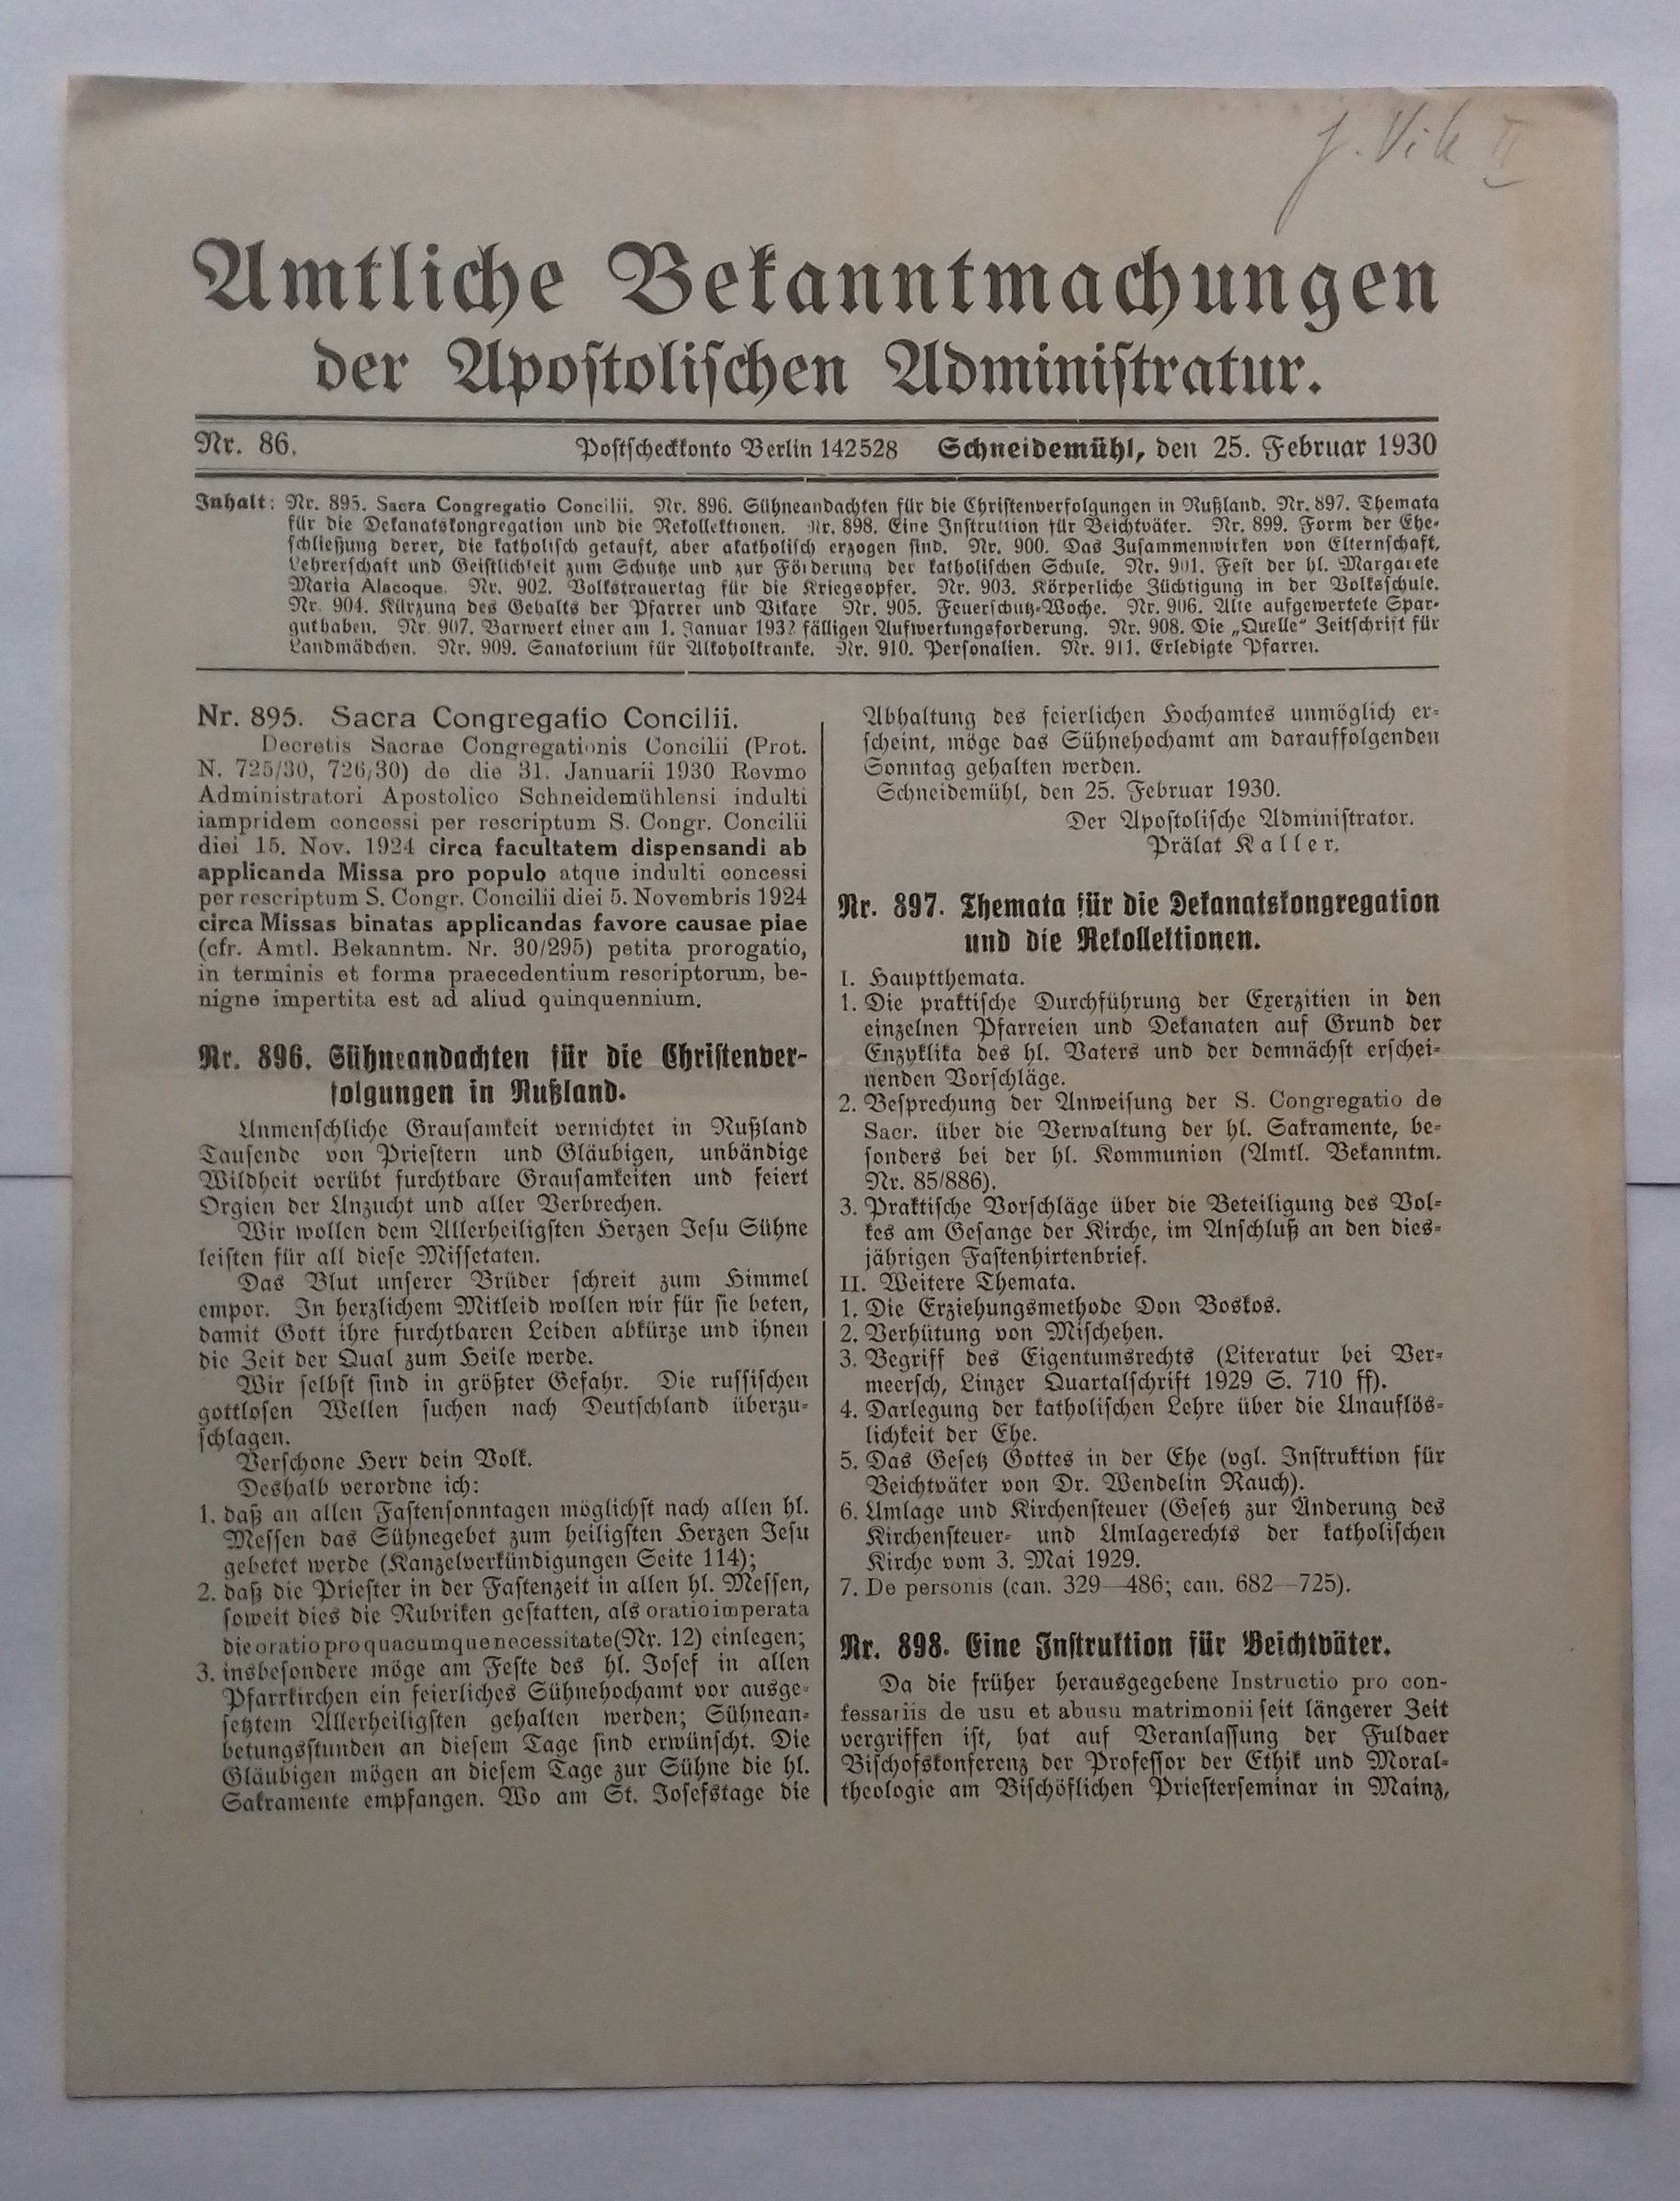 Amtliche Bekanntmachungen
der Apostolischen Administratur.
Nr. 86. Postscheckkonto Berlin 142528 Schneidemühl, den 25. Februar 1930
Inhalt: Nr. 895. Sacra Congregatio Concilii. Nr. 896. Sühneandachten für die Christenverfolgungen in Rußland. Nr. 897. Themata
für die Dekanatskongregation und die Rekollektionen. Nr. 898. Eine Instruktion für Beichtväter. Nr. 899. Form der Ehe-
schließung derer, die katholisch getauft, aber akatholisch erzogen sind. Nr. 900. Das Zusammenwirken von Elternschaft,
Lehrerschaft und Geistlichkeit zum Schutze und zur Förderung der katholischen Schule. Nr. 901. Fest der hl. Margarete
Maria Alacoque. Nr. 902. Volkstrauertag für die Kriegsopfer. Nr. 903. Körperliche Züchtigung in der Volksschule.
Nr. 904. Kürzung des Gehalts der Pfarrer und Vikare Nr. 905. Feuerschutz-Woche. Nr. 906. Alte aufgewertete Spar-
guthaben. Nr. 907. Barwert einer am 1. Januar 1932 fälligen Aufwertungsforderung. Nr. 908. Die „Quelle“ Zeitschrift für
Landmädchen. Nr. 909. Sanatorium für Alkoholkranke. Nr. 910. Personalien. Nr. 911. Erledigte Pfarrei.
Nr. 895. Sacra Congregatio Concilii.
Decretis Sacrae Congregationis Concilii (Prot.
N. 725/30, 726/30) de die 31. Januarii 1930 Revmo
Administratori Apostolico Schneidemühlensi indulti
iampridem concessi per rescriptum S. Congr. Concilii
diei 15. Nov. 1924 circa facultatem dispensandi ab
applicanda Missa pro populo atque indulti concessi
per rescriptum S. Congr. Concilii diei 5. Novembris 1924
circa Missas binatas applicandas favore causae piae
(cfr. Amtl. Bekanntm. Nr. 30/295) petita prorogatio,
in terminis et forma praecedentium rescriptorum, be-
nigne impertita est ad aliud quinquennium.
Nr. 896. Sühneandachten für die Christenver-
folgungen in Rußland.
Unmenschliche Grausamkeit vernichtet in Rußland
Tausende von Priestern und Gläubigen, unbändige
Wildheit verübt furchtbare Grausamkeiten und feiert
Orgien der Unzucht und aller Verbrechen.
Wir wollen dem Allerheiligsten Herzen Jesu Sühne
leisten für all diese Missetaten.
Das Blut unserer Brüder schreit zum Himmel
empor. In herzlichem Mitleid wollen wir für sie beten,
damit Gott ihre furchtbaren Leiden abkürze und ihnen
die Zeit der Qual zum Heile werde.
Wir selbst sind in größter Gefahr. Die russischen
gottlosen Wellen suchen nach Deutschland überzu-
schlagen.
Verschone Herr dein Volk.
Deshalb verordne ich:
1. daß an allen Fastensonntagen möglichst nach allen hl.
Messen das Sühnegebet zum heiligsten Herzen Jesu
gebetet werde (Kanzelverkündigungen Seite 114);
2. daß die Priester in der Fastenzeit in allen hl. Messen,
soweit dies die Rubriken gestatten, als oratio imperata
die oratio pro quacumque necessitate (Nr. 12) einlegen;
3. insbesondere möge am Feste des hl. Josef in allen
Pfarrkirchen ein feierliches Sühnehochamt vor ausge-
setztem Allerheiligsten gehalten werden; Sühnean-
betungsstunden an diesem Tage sind erwünscht. Die
Gläubigen mögen an diesem Tage zur Sühne die hl.
Sakramente empfangen. Wo am St. Josefstage die
Abhaltung des feierlichen Hochamtes unmöglich er-
scheint, möge das Sühnehochamt am darauffolgenden
Sonntag gehalten werden.
Schneidemühl, den 25. Februar 1930.
Der Apostolische Administrator.
Prälat Kaller.
Nr. 897. Themata für die Dekanatskongregation
und die Rekollektionen.
I. Hauptthemata.
1. Die praktische Durchführung der Exerzitien in den
einzelnen Pfarreien und Dekanaten auf Grund der
Enzyklika des hl. Vaters und der demnächst erschei-
nenden Vorschläge.
2. Besprechung der Anweisung der S. Congregatio de
Sacr. über die Verwaltung der hl. Sakramente, be-
sonders bei der hl. Kommunion (Amtl. Bekanntm.
Nr. 85/886).
3. Praktische Vorschläge über die Beteiligung des Vol-
kes am Gesange der Kirche, im Anschluß an den dies-
jährigen Fastenhirtenbrief.
II. Weitere Themata.
1. Die Erziehungsmethode Don Boskos.
2. Verhütung von Mischehen.
3. Begriff des Eigentumsrechts (Literatur bei Ver-
meersch, Linzer Quartalschrift 1929 S. 710 ff).
4. Darlegung der katholischen Lehre über die Unauflös-
lichkeit der Ehe.
5. Das Gesetz Gottes in der Ehe (vgl. Instruktion für
Beichtväter von Dr. Wendelin Rauch).
6. Umlage und Kirchensteuer (Gesetz zur Änderung des
Kirchensteuer- und Umlagerechts der katholischen
Kirche vom 3. Mai 1929.
7. De personis (can. 329—486; can. 682—725).
Nr. 898. Eine Instruktion für Beichtväter.
Da die früher herausgegebene Instructio pro con-
fessariis de usu et abusu matrimonii seit längerer Zeit
vergriffen ist, hat auf Veranlassung der Fuldaer
Bischofskonferenz der Professor der Ethik und Moral-
theologie am Bischöflichen Priesterseminar in Mainz,